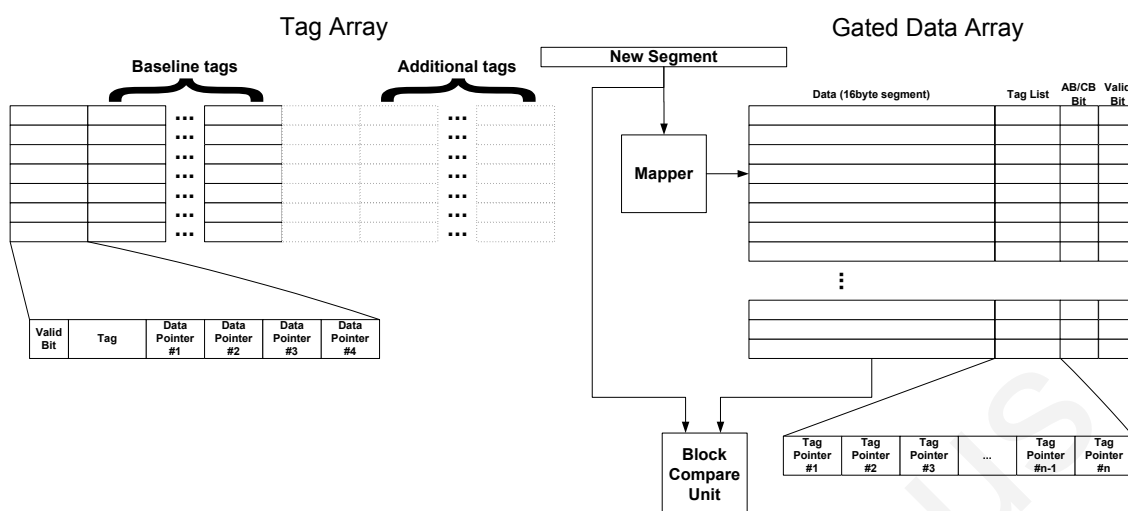 Tag Array
Gated Data Array
New Segment
Baseline tags
Additional tags
Data (16byte segment)
Tag List
AB/CB Bit
Valid Bit
...
...
...
...
...
...
...
...
...
...
...
...
...
...
Mapper
...
Valid Bit
Tag
Data Pointer #1
Data Pointer #2
Data Pointer #3
Data Pointer #4
Block Compare Unit
Tag Pointer #1
Tag Pointer #2
Tag Pointer #3
...
Tag Pointer #n-1
Tag Pointer #n
us